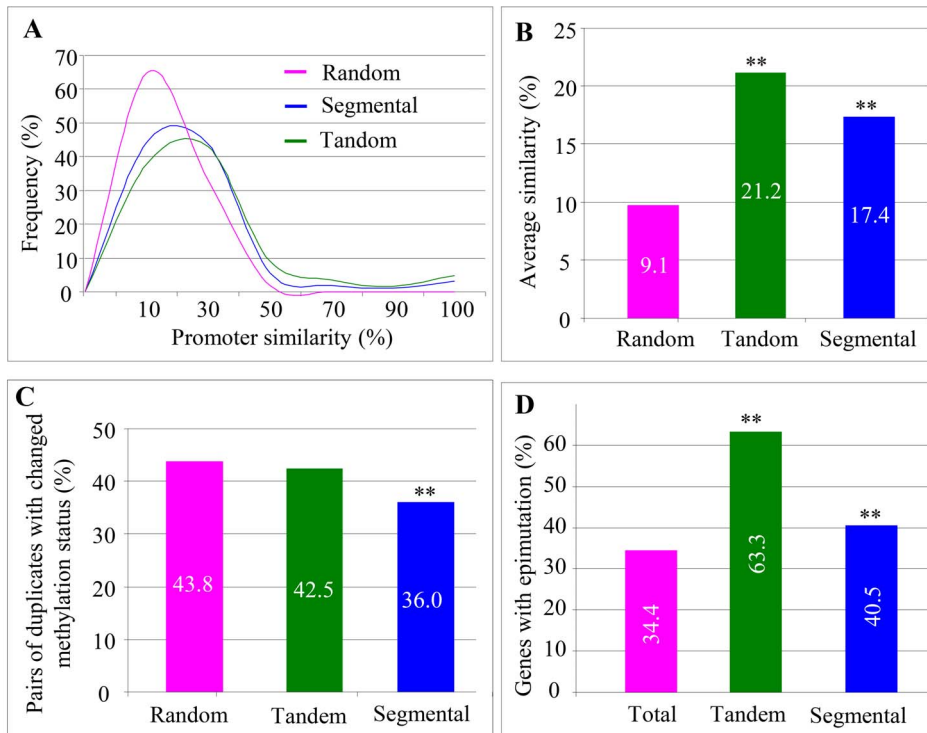 A
Frequency (%)
70
60
50
40
30
20
10
0
Random
Segmental
Tandom
10 30 50 70 90 100
Promoter similarity (%)
B
Average similarity (%)
25
20
15
10
5
0
**
**
9.1
21.2
17.4
Random Tandom Segmental
C
Pairs of duplicates with changed
methylation status (%)
50
40
30
20
10
0
**
43.8
42.5
36.0
Random Tandem Segmental
D
Genes with epimutation (%)
60
50
40
30
20
10
0
**
**
34.4
63.3
40.5
Total Tandem Segmental